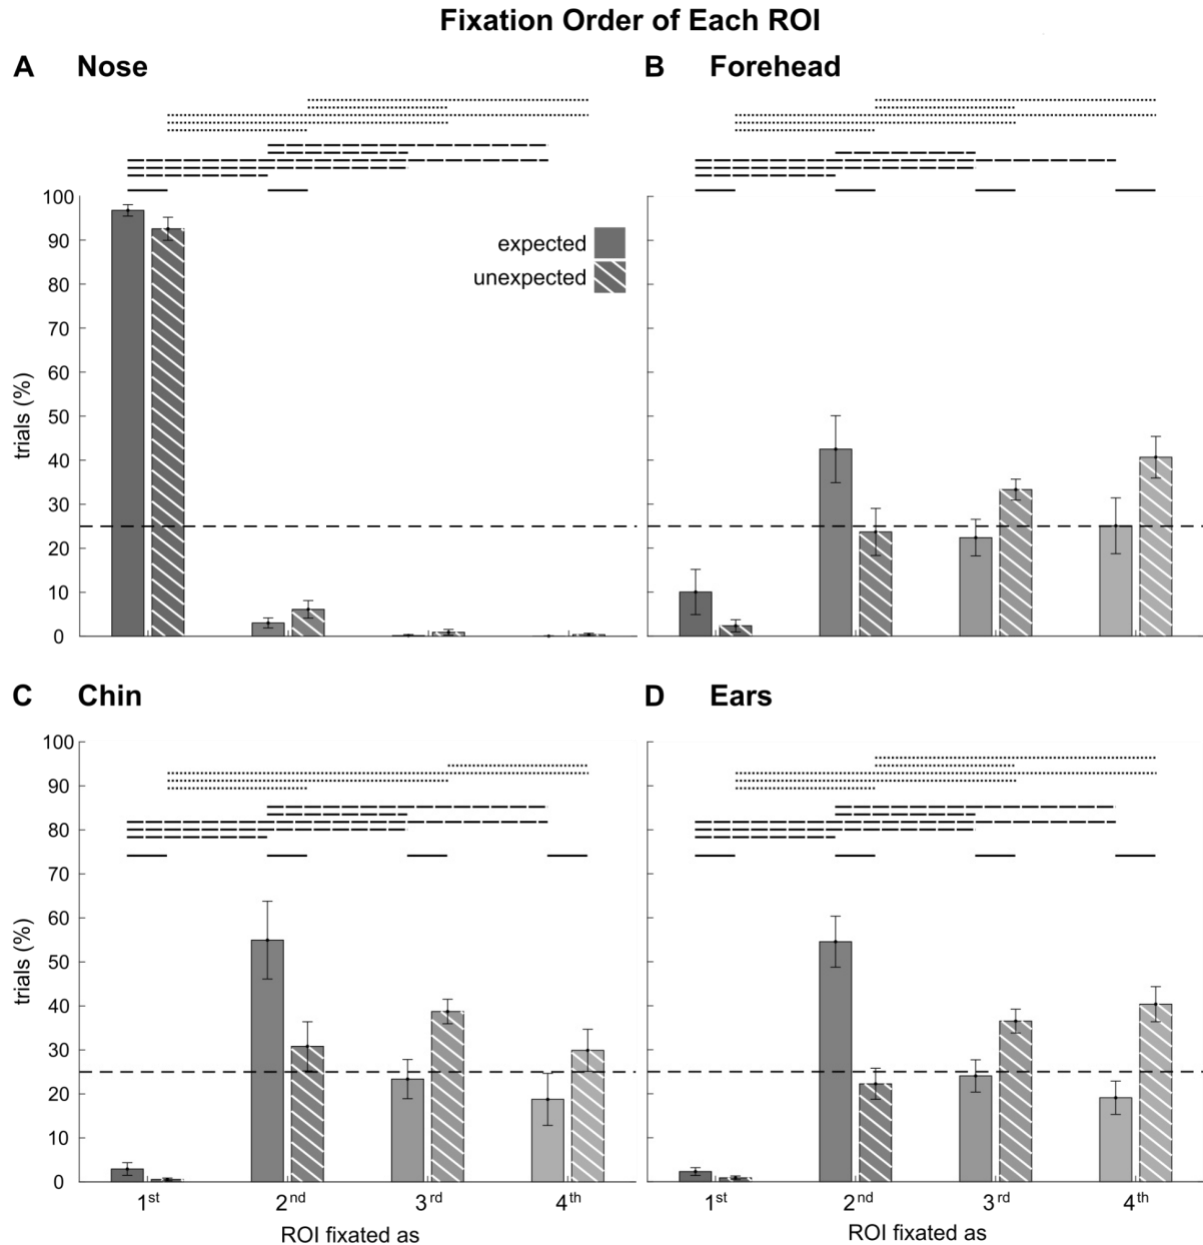 Fixation Order of Each ROI
A Nose
B Forehead
100
90
80
70
60
50
40
30
20
10
0
trials (%)
expected
unexpected
C Chin
D Ears
100
90
80
70
60
50
40
30
20
10
0
trials (%)
1st 2nd 3rd 4th
1st 2nd 3rd 4th
ROI fixated as
ROI fixated as